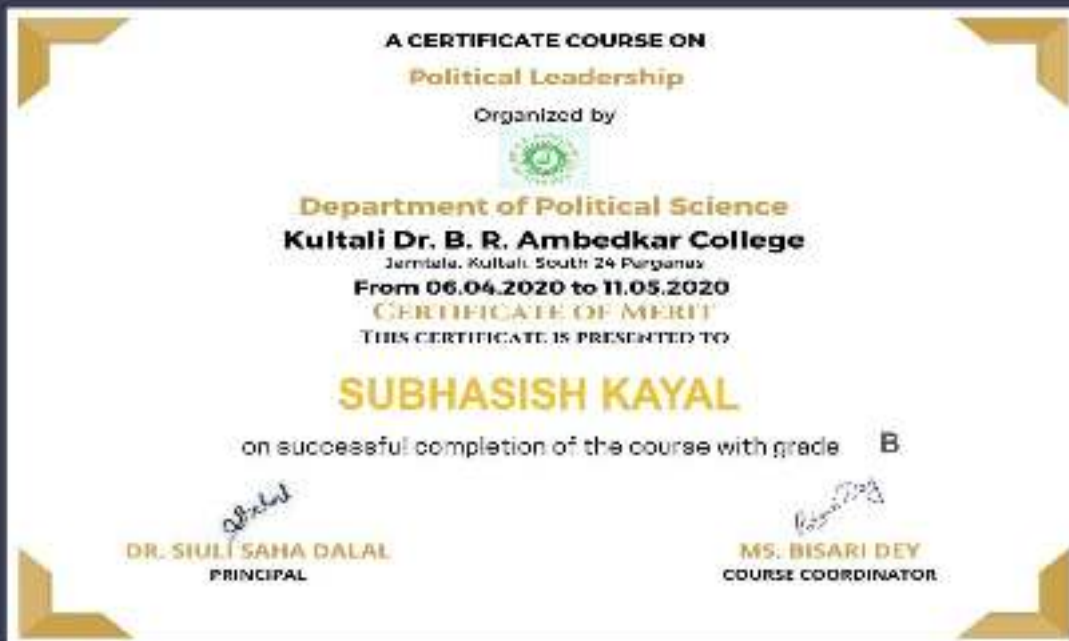 A CERTIFICATE COURSE ON
Political Leadership
Organized by
Department of Political Science
Kultali Dr. B. R. Ambedkar College
Jamtala, Kultali, South 24 Parganas
From 06.04.2020 to 11.05.2020
CERTIFICATE OF MERIT
THIS CERTIFICATE IS PRESENTED TO
SUBHASISH KAYAL
on successful completion of the course with grade B
DR. SIULI SAHA DALAL
PRINCIPAL
MS. BISARI DEY
COURSE COORDINATOR